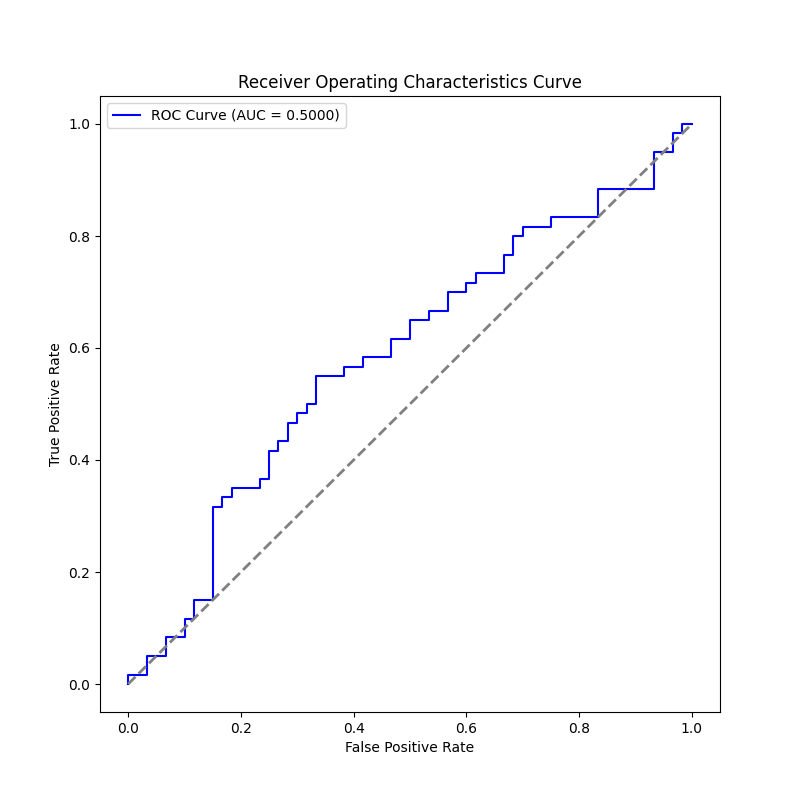 Receiver Operating Characteristics Curve
ROC Curve (AUC = 0.5000)
1.0
0.8
0.6
0.4
0.2
0.0
True Positive Rate
0.0 0.2 0.4 0.6 0.8 1.0
False Positive Rate